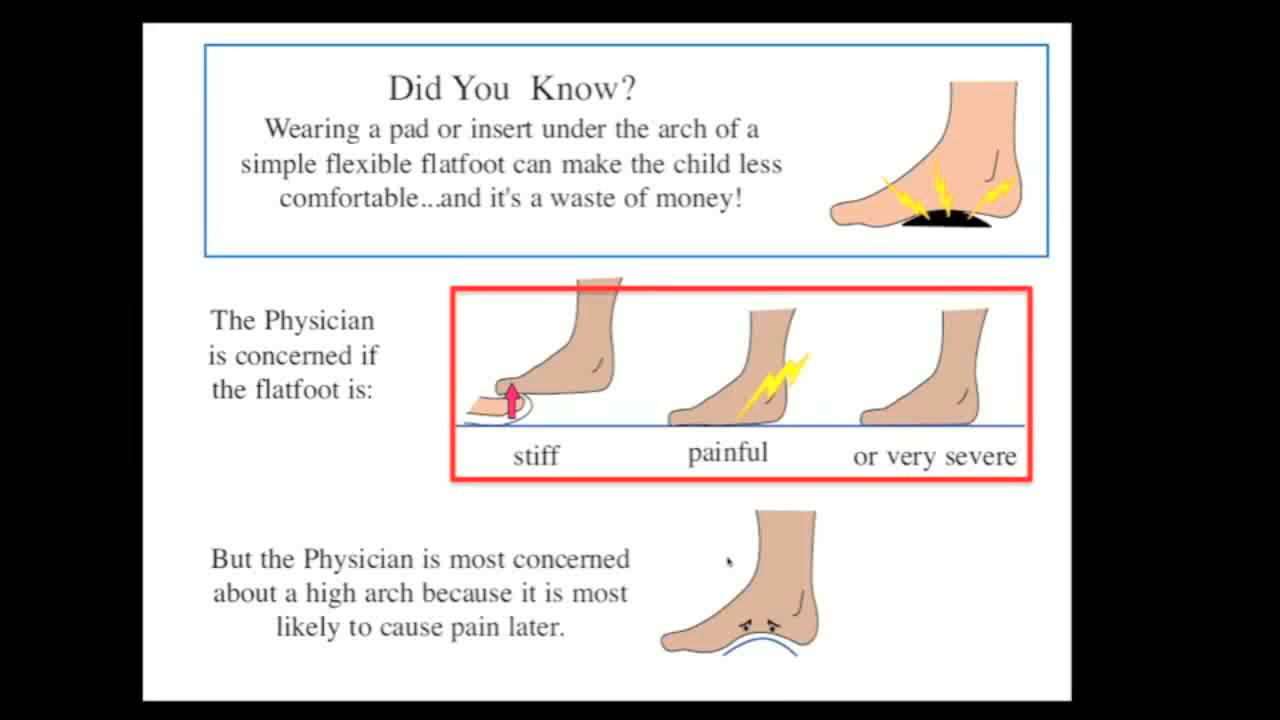 Did You Know?
Wearing a pad or insert under the arch of a
simple flexible flatfoot can make the child less
comfortable...and it's a waste of money!
The Physician
is concerned if
the flatfoot is:
stiff
painful
or very severe
But the Physician is most concerned
about a high arch because it is most
likely to cause pain later.